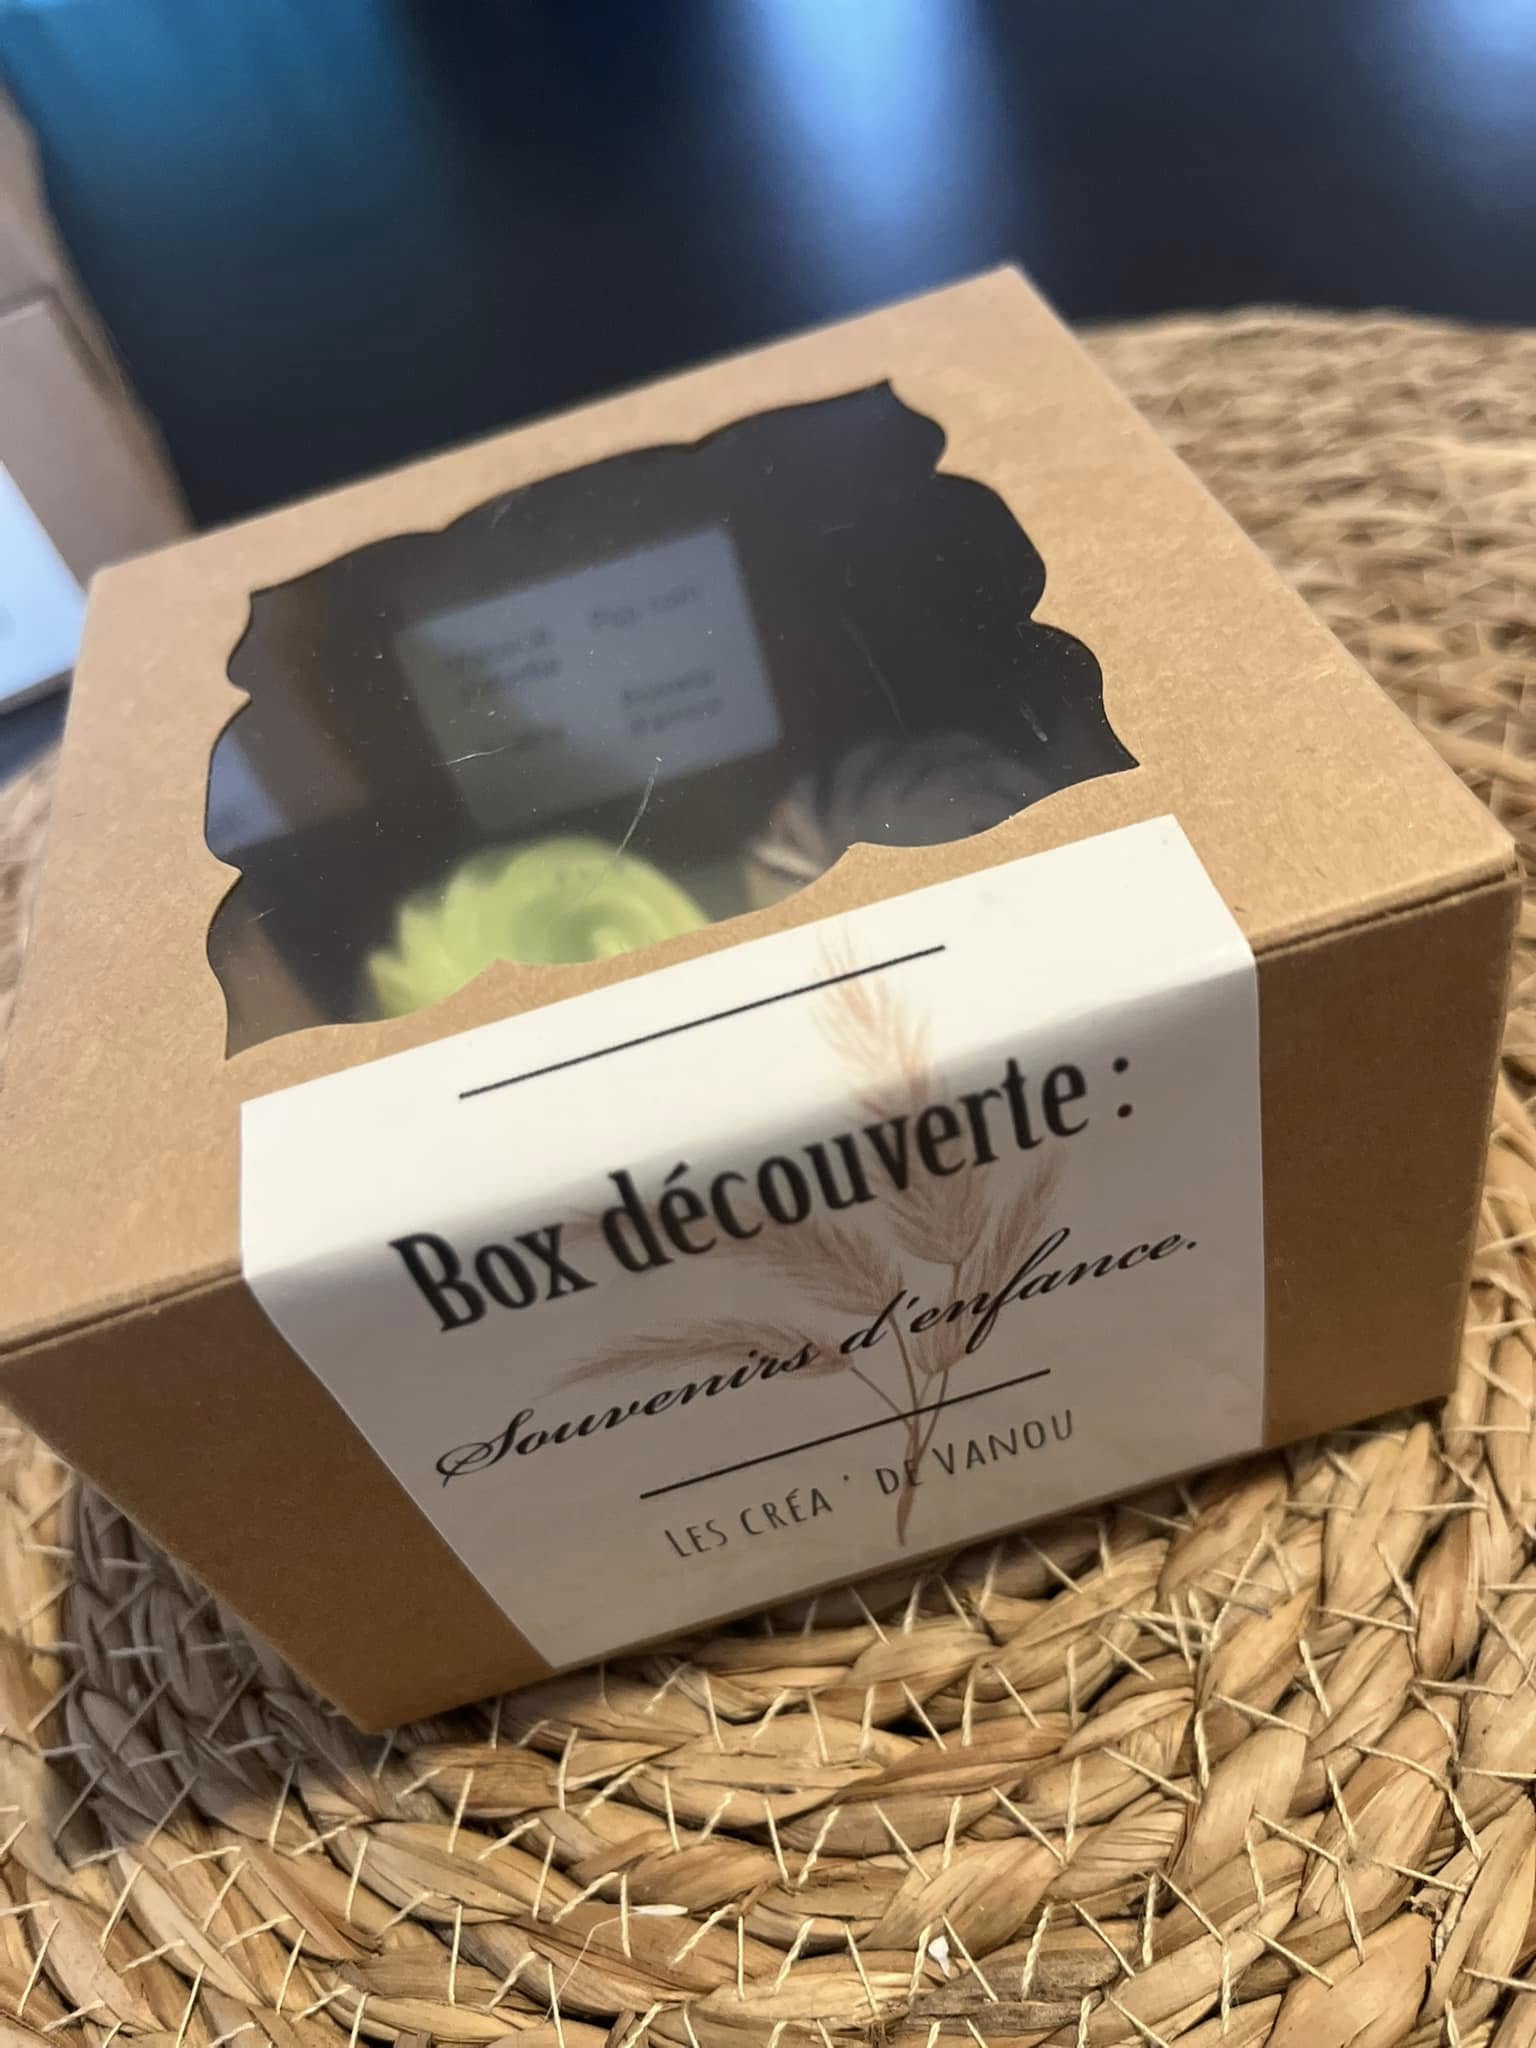 Box découverte :
Souvenirs d'enfance.
LES CRÉA ' DE VANOU